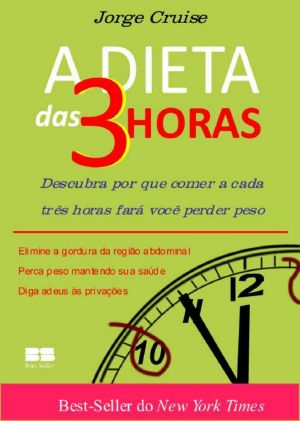 Jorge Cruise
A DIETA
das 3 HORAS
Descubra por que comer a cada
três horas fará você perder peso
Elimine a gordura da região abdominal
Perca peso mantendo sua saúde
Diga adeus às privações
12
10
BB
Best Seller
Best-Seller do New York Times